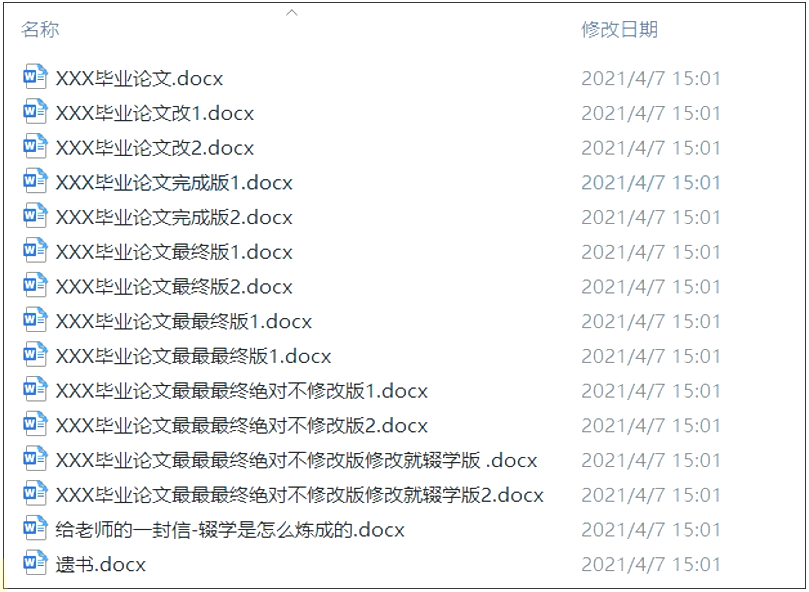 名称 修改日期
XXX毕业论文.docx 2021/4/7 15:01
XXX毕业论文改1.docx 2021/4/7 15:01
XXX毕业论文改2.docx 2021/4/7 15:01
XXX毕业论文完成版1.docx 2021/4/7 15:01
XXX毕业论文完成版2.docx 2021/4/7 15:01
XXX毕业论文最终版1.docx 2021/4/7 15:01
XXX毕业论文最终版2.docx 2021/4/7 15:01
XXX毕业论文最最终版1.docx 2021/4/7 15:01
XXX毕业论文最最最终版1.docx 2021/4/7 15:01
XXX毕业论文最最最终绝对不修改版1.docx 2021/4/7 15:01
XXX毕业论文最最最终绝对不修改版2.docx 2021/4/7 15:01
XXX毕业论文最最最终绝对不修改版修改就辍学版 .docx 2021/4/7 15:01
XXX毕业论文最最最终绝对不修改版修改就辍学版2.docx 2021/4/7 15:01
给老师的一封信-辍学是怎么炼成的.docx 2021/4/7 15:01
遗书.docx 2021/4/7 15:01